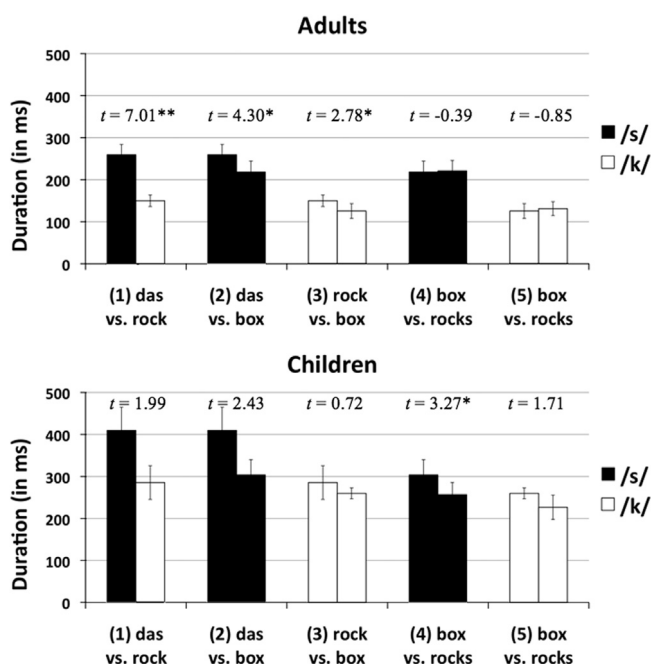 Adults
Duration (in ms)
500
400
300
200
100
0
t = 7.01** t = 4.30* t = 2.78* t = -0.39 t = -0.85
/s/
/k/
(1) das (2) das (3) rock (4) box (5) box
vs. rock vs. box vs. box vs. rocks vs. rocks
Children
Duration (in ms)
500
400
300
200
100
0
t = 1.99 t = 2.43 t = 0.72 t = 3.27* t = 1.71
/s/
/k/
(1) das (2) das (3) rock (4) box (5) box
vs. rock vs. box vs. box vs. rocks vs. rocks